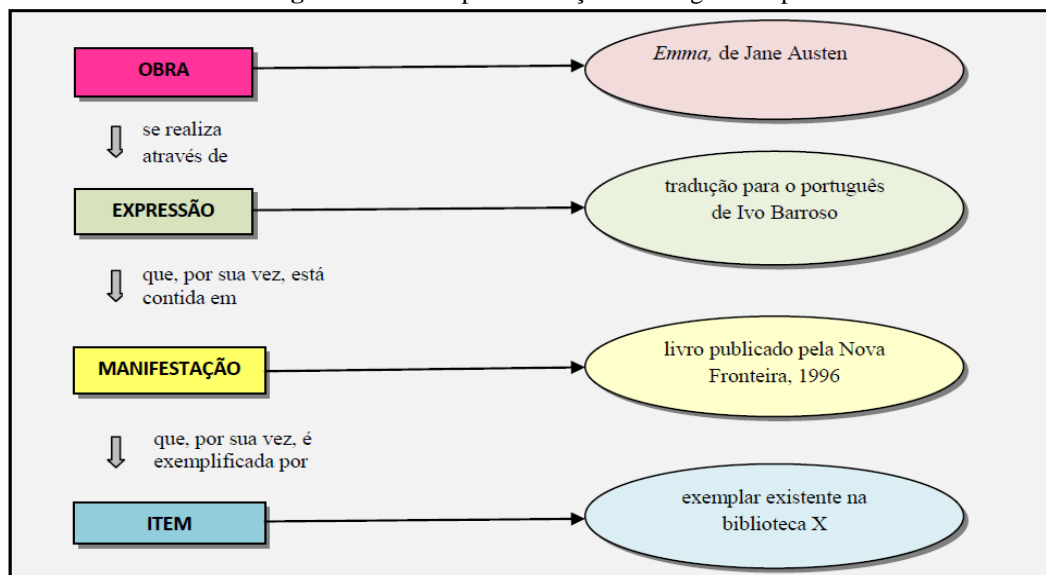 OBRA
Emma, de Jane Austen
se realiza
através de
EXPRESSÃO
tradução para o português
de Ivo Barroso
que, por sua vez, está
contida em
MANIFESTAÇÃO
livro publicado pela Nova
Fronteira, 1996
que, por sua vez, é
exemplificada por
ITEM
exemplar existente na
biblioteca X